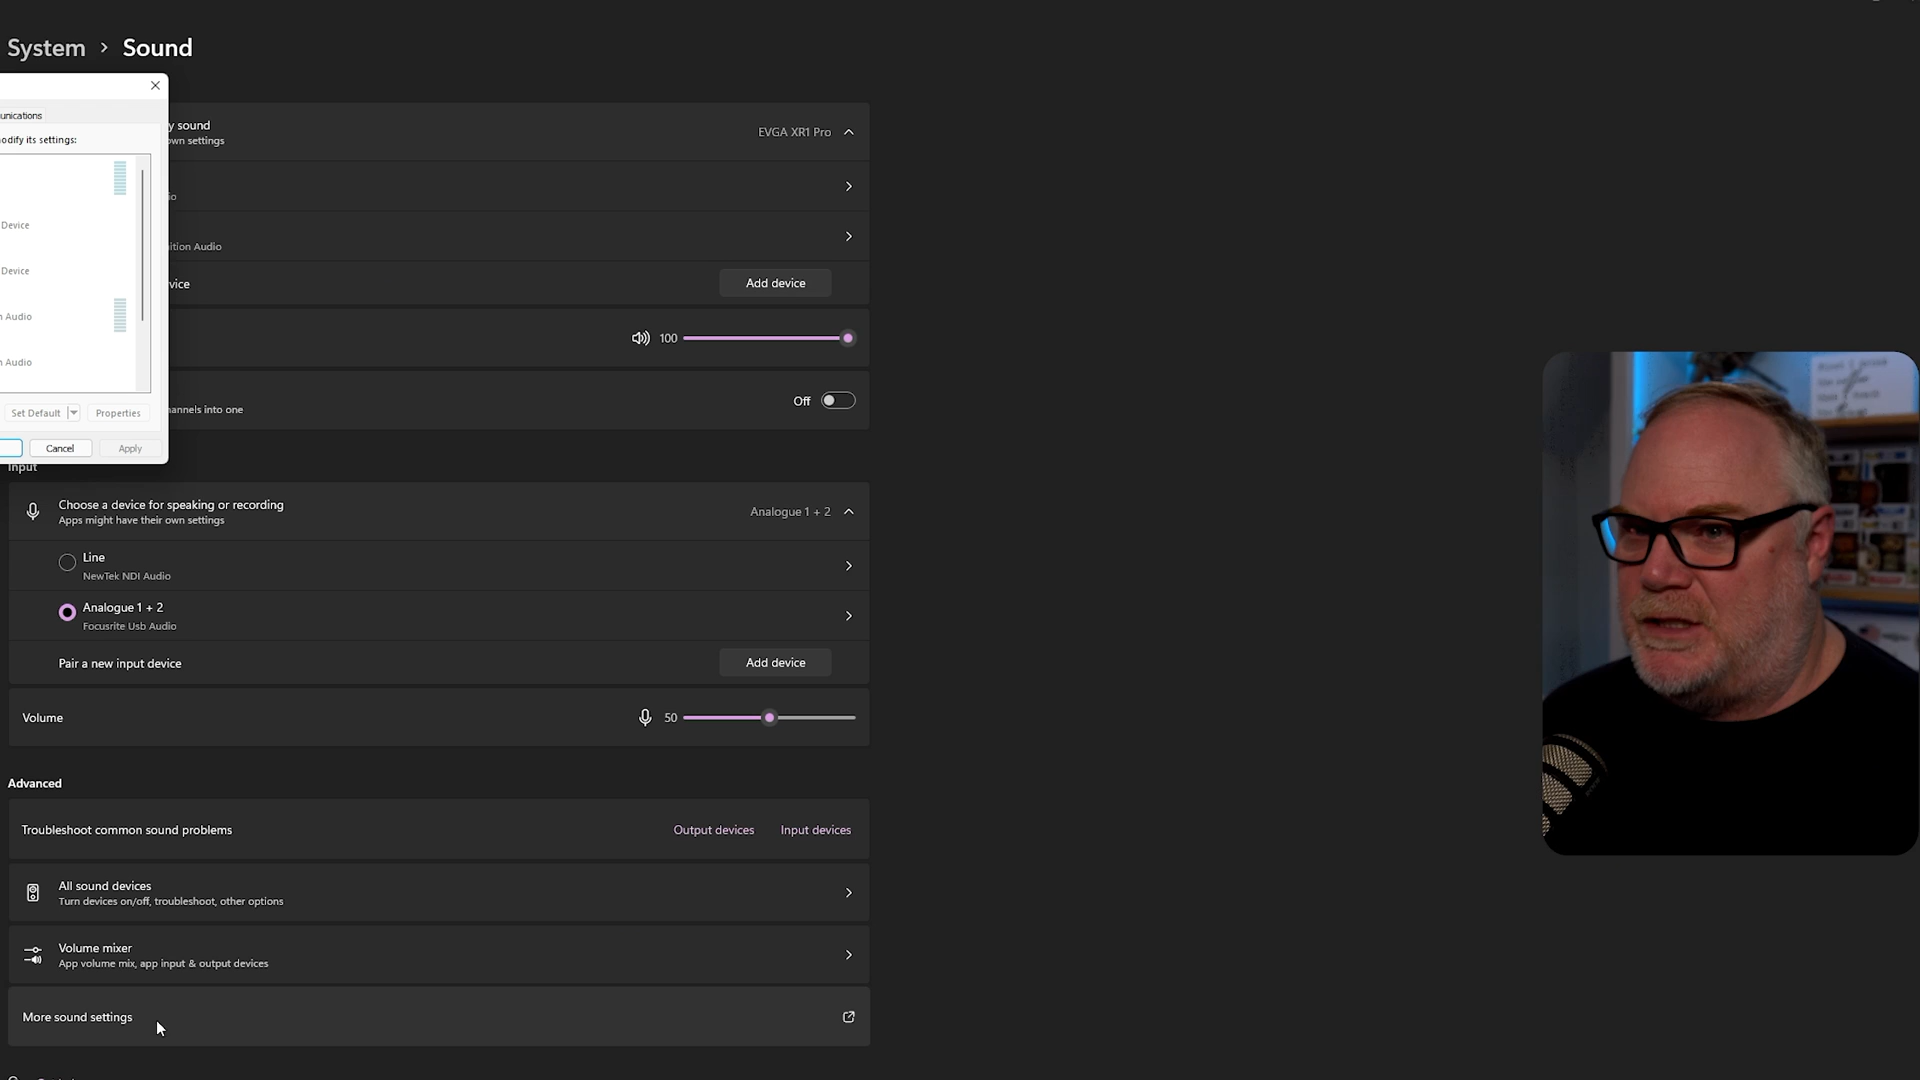 System > Sound
unications
odify its settings:
Device
Device
n Audio
n Audio
Set Default
Properties
Cancel
Apply
y sound
own settings
EVGA XR1 Pro
io
ition Audio
vice
Add device
100
annels into one
Off
Input
Choose a device for speaking or recording
Apps might have their own settings
Analogue 1 + 2
Line
NewTek NDI Audio
Analogue 1 + 2
Focusrite Usb Audio
Pair a new input device
Add device
Volume
50
Advanced
Troubleshoot common sound problems
Output devices
Input devices
All sound devices
Turn devices on/off, troubleshoot, other options
Volume mixer
App volume mix, app input & output devices
More sound settings